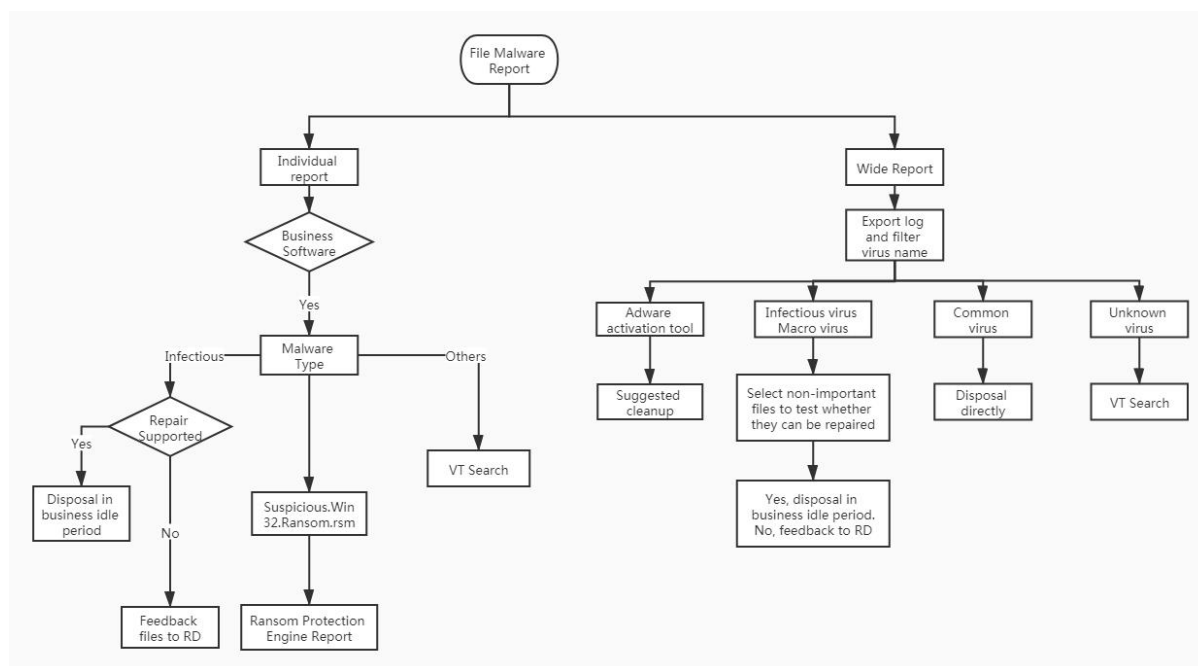 File Malware
Report
Individual
report
Wide Report
Business
Software
Export log
and filter
virus name
Yes
Adware
activation tool
Infectious virus
Macro virus
Common
virus
Unknown
virus
Infectious
Malware
Type
Others
Suggested
cleanup
Select non-important
files to test whether
they can be repaired
Disposal
directly
VT Search
Repair
Supported
Yes
VT Search
Disposal in
business idle
period
Suspicious.Win
32.Ransom.rsm
Yes, disposal in
business idle period.
No, feedback to RD
No
Feedback
files to RD
Ransom Protection
Engine Report